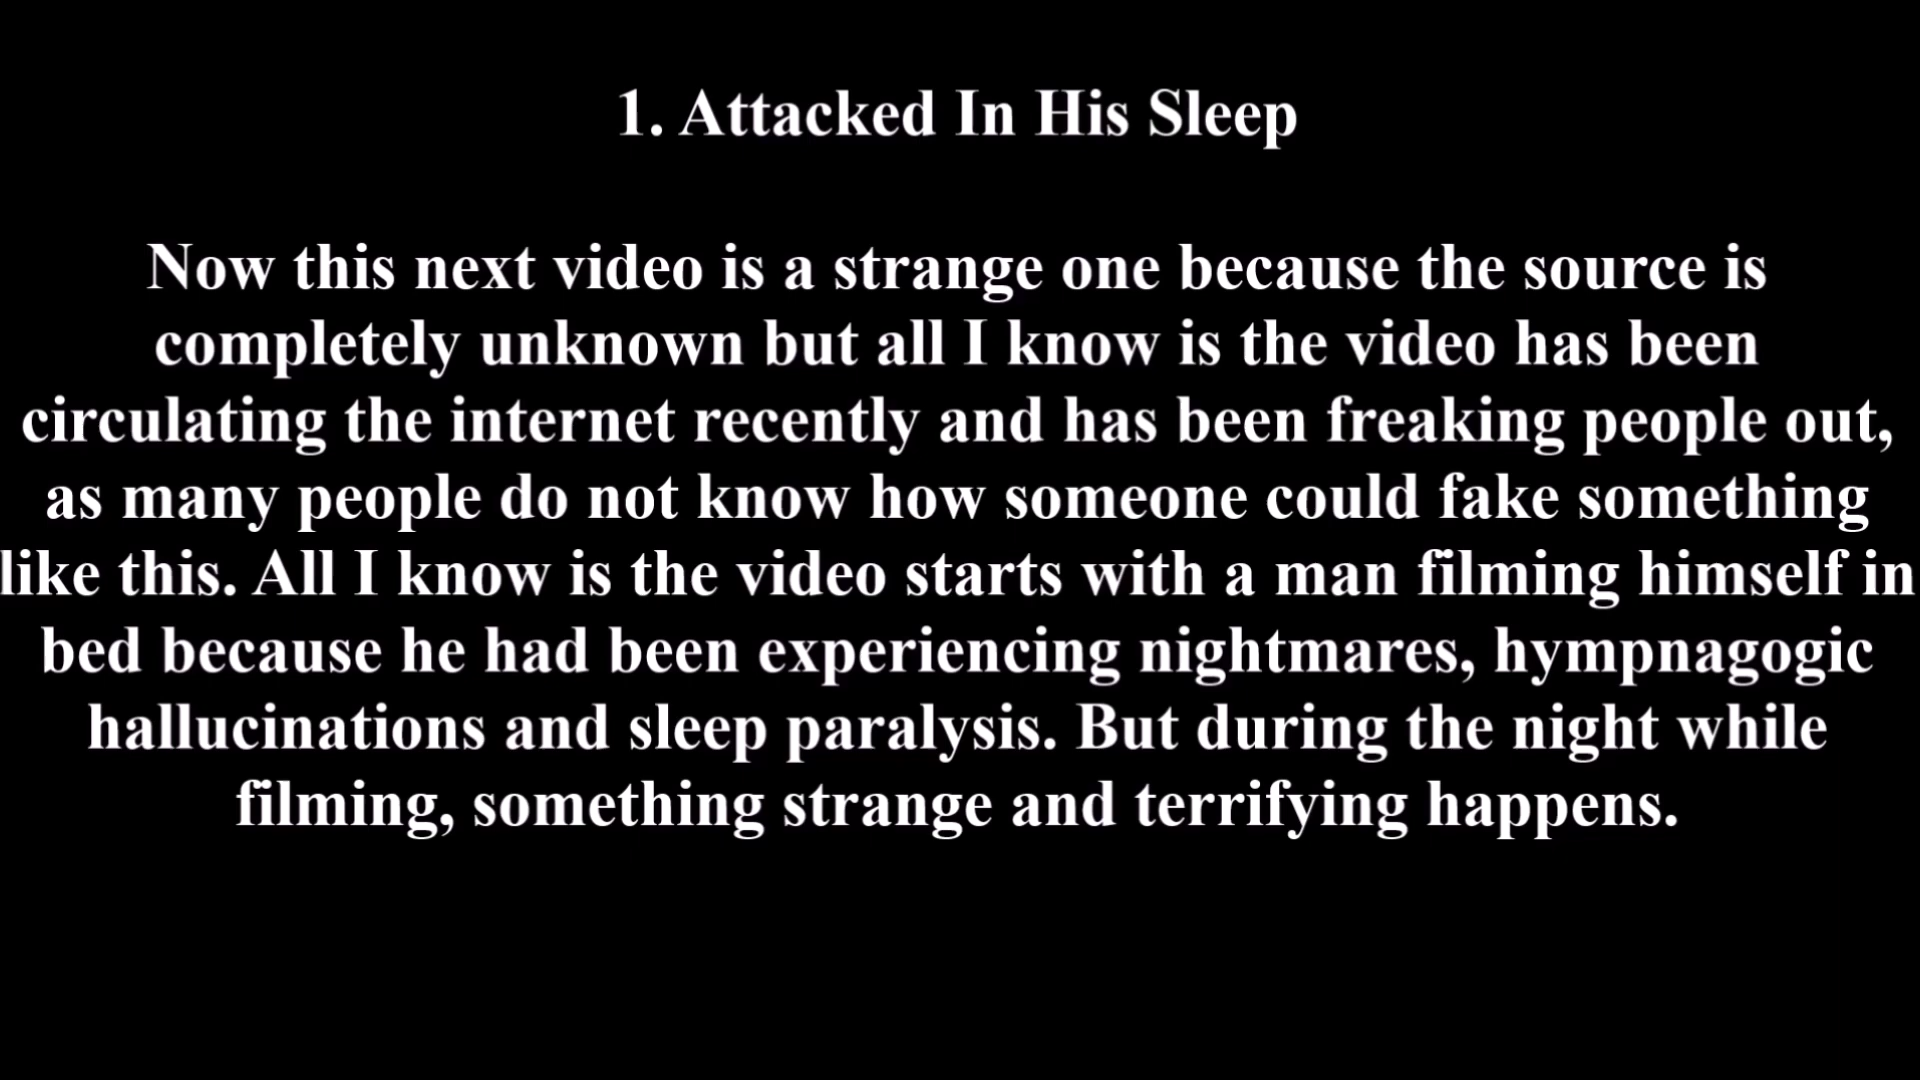 1. Attacked In His Sleep
Now this next video is a strange one because the source is
completely unknown but all I know is the video has been
circulating the internet recently and has been freaking people out,
as many people do not know how someone could fake something
like this. All I know is the video starts with a man filming himself in
bed because he had been experiencing nightmares, hympnagogic
hallucinations and sleep paralysis. But during the night while
filming, something strange and terrifying happens.